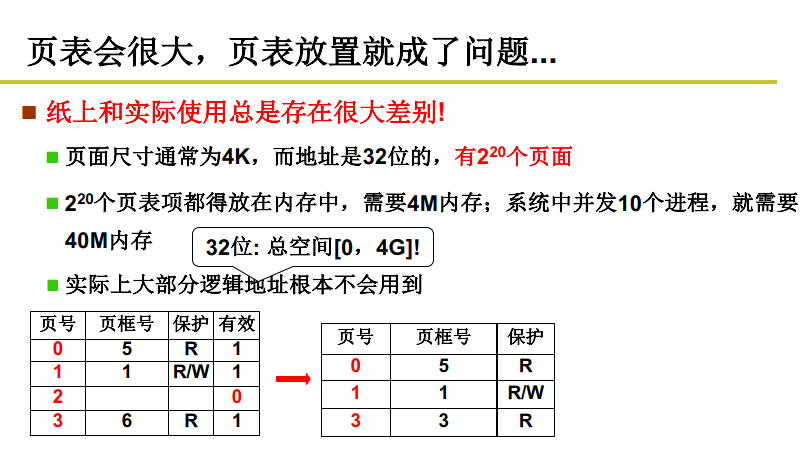 页表会很大，页表放置就成了问题...
纸上和实际使用总是存在很大差别!
页面尺寸通常为4K，而地址是32位的，有2²⁰个页面
2²⁰个页表项都得放在内存中，需要4M内存；系统中并发10个进程，就需要
40M内存
32位: 总空间[0，4G]!
实际上大部分逻辑地址根本不会用到
页号 页框号 保护 有效
0 5 R 1
1 1 R/W 1
2 0
3 6 R 1
页号 页框号 保护
0 5 R
1 1 R/W
3 3 R